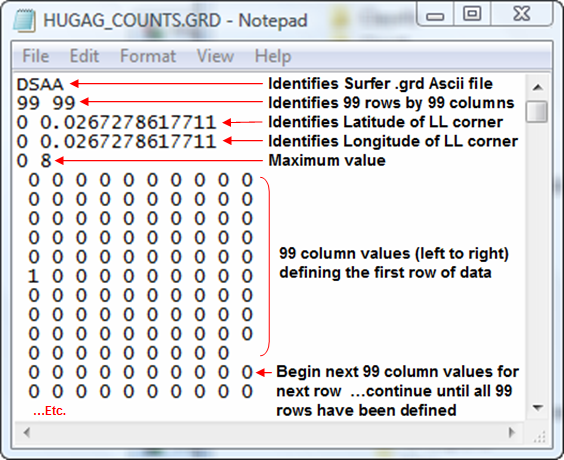 HUGAG_COUNTS.GRD - Notepad
File Edit Format View Help
DSAA Identifies Surfer .grd Ascii file
99 99 Identifies 99 rows by 99 columns
0 0.0267278617711 Identifies Latitude of LL corner
0 0.0267278617711 Identifies Longitude of LL corner
0 8 Maximum value
0 0 0 0 0 0 0 0 0 0
0 0 0 0 0 0 0 0 0 0
0 0 0 0 0 0 0 0 0 0
0 0 0 0 0 0 0 0 0 0
0 0 0 0 0 0 0 0 0 0 99 column values (left to right)
1 0 0 0 0 0 0 0 0 0 defining the first row of data
0 0 0 0 0 0 0 0 0 0
0 0 0 0 0 0 0 0 0 0
0 0 0 0 0 0 0 0 0 0
0 0 0 0 0 0 0 0 0
0 0 0 0 0 0 0 0 0 0 Begin next 99 column values for
0 0 0 0 0 0 0 0 0 0 next row ...continue until all 99
...Etc. rows have been defined